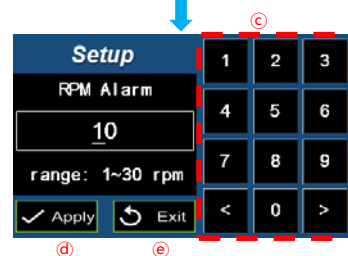 ⓒ
Setup
RPM Alarm
10
range: 1~30 rpm
Apply
Exit
1 2 3
4 5 6
7 8 9
< 0 >
ⓓ ⓔ